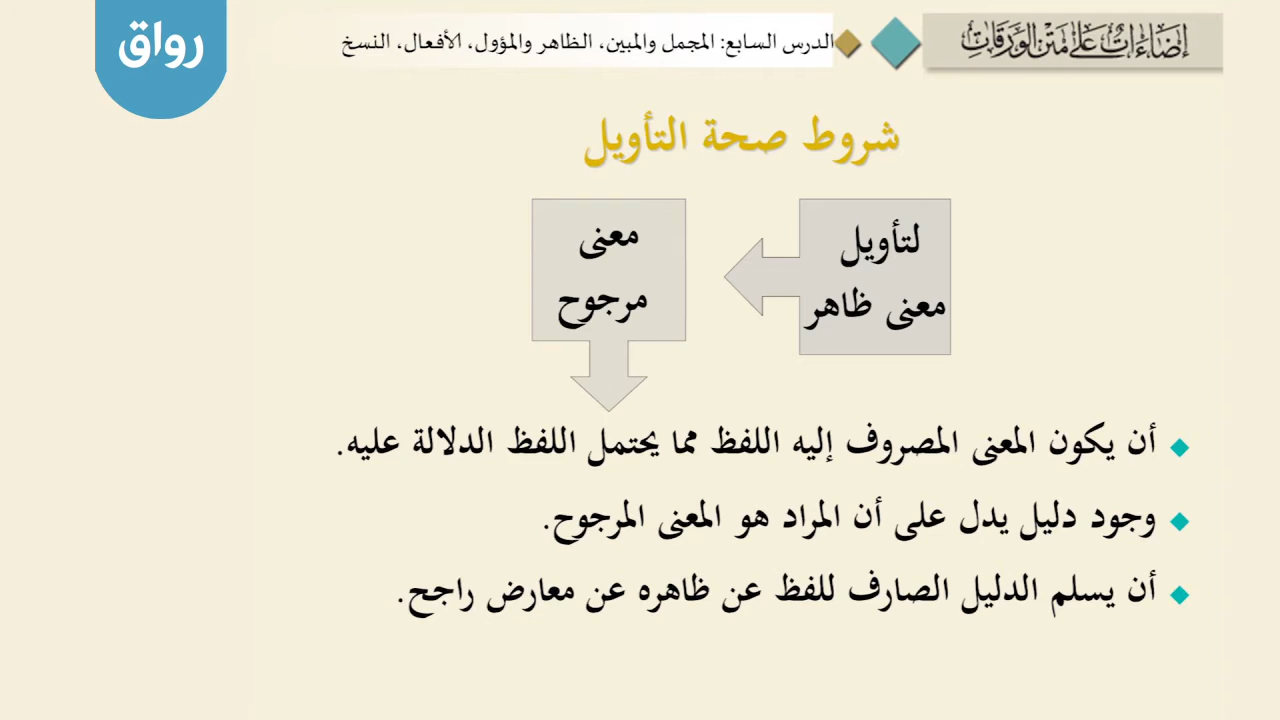 إضاءات على متن الورقات
الدرس السابع: المجمل والمبين، الظاهر والمؤول، الأفعال، النسخ
رواق
شروط صحة التأويل
لتأويل
معنى ظاهر
معنى
مرجوح
أن يكون المعنى المصروف إليه اللفظ مما يحتمل اللفظ الدلالة عليه.
وجود دليل يدل على أن المراد هو المعنى المرجوح.
أن يسلم الدليل الصارف للفظ عن ظاهره عن معارض راجح.